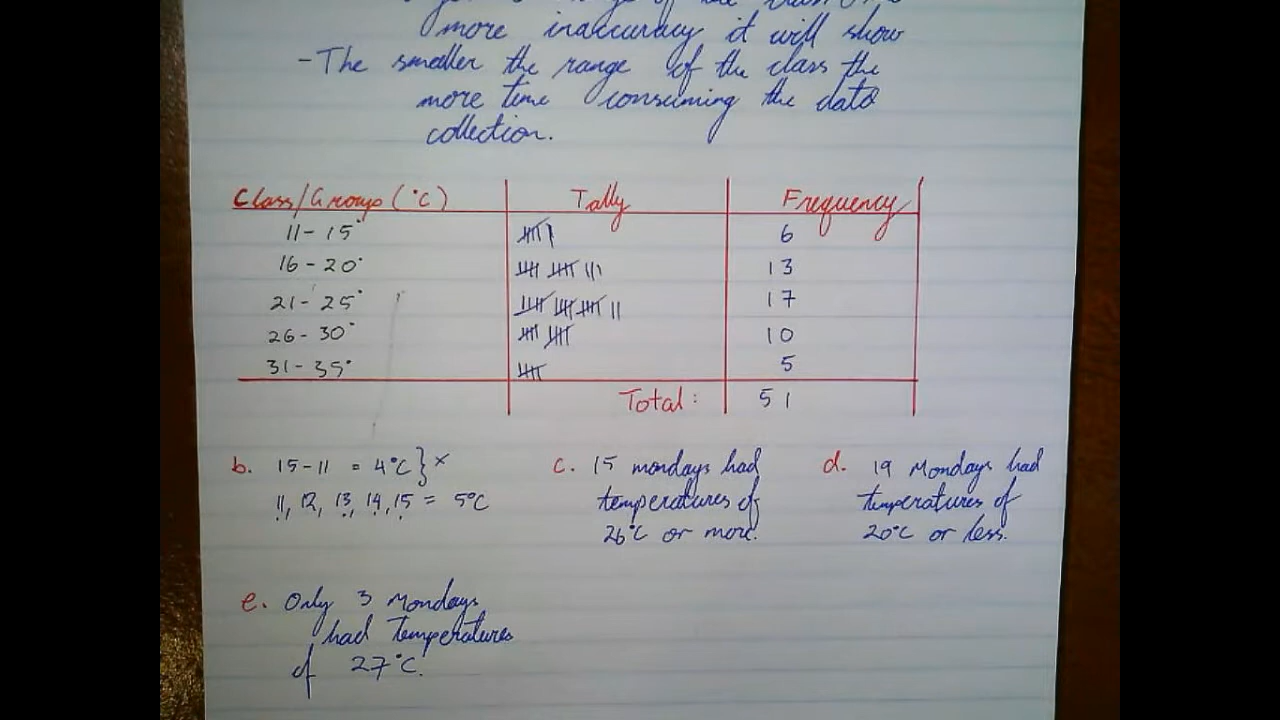 more inaccuracy it will show
- The smaller the range of the class the
more time consuming the data
collection.
Class/Group (°C) Tally Frequency
11 - 15° 6
16 - 20° 13
21 - 25° 17
26 - 30° 10
31 - 35° 5
Total: 51
b. 15 - 11 = 4°C } x
11, 12, 13, 14, 15 = 5°C
c. 15 mondays had
temperatures of
26°C or more.
d. 19 Mondays had
temperatures of
20°C or less.
e. Only 3 Mondays
had temperatures
of 27°C.